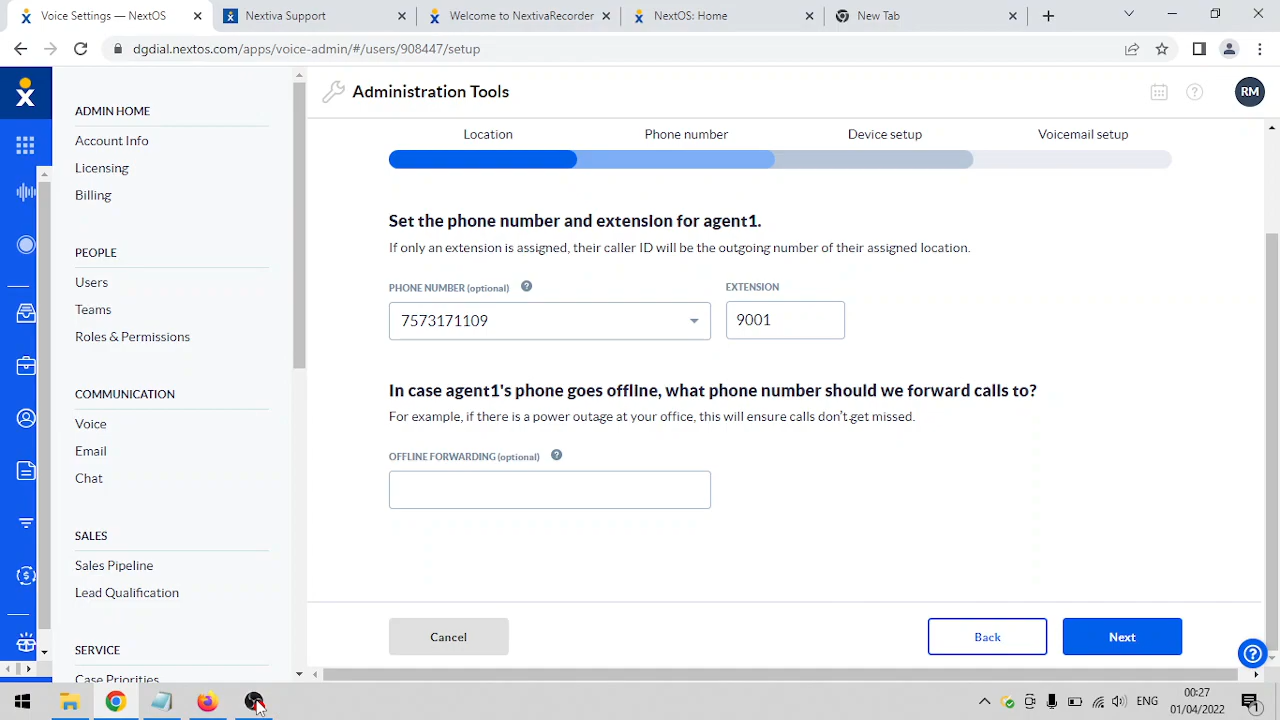 Voice Settings — NextOS
Nextiva Support
Welcome to NextivaRecorder
NextOS: Home
New Tab
dgdial.nextos.com/apps/voice-admin/#/users/908447/setup
Administration Tools
RM
ADMIN HOME
Account Info
Licensing
Billing
PEOPLE
Users
Teams
Roles & Permissions
COMMUNICATION
Voice
Email
Chat
SALES
Sales Pipeline
Lead Qualification
SERVICE
Case Priorities
Location
Phone number
Device setup
Voicemail setup
Set the phone number and extension for agent1.
If only an extension is assigned, their caller ID will be the outgoing number of their assigned location.
PHONE NUMBER (optional)
EXTENSION
7573171109
9001
In case agent1's phone goes offline, what phone number should we forward calls to?
For example, if there is a power outage at your office, this will ensure calls don't get missed.
OFFLINE FORWARDING (optional)
Cancel
Back
Next
ENG
00:27
01/04/2022
1